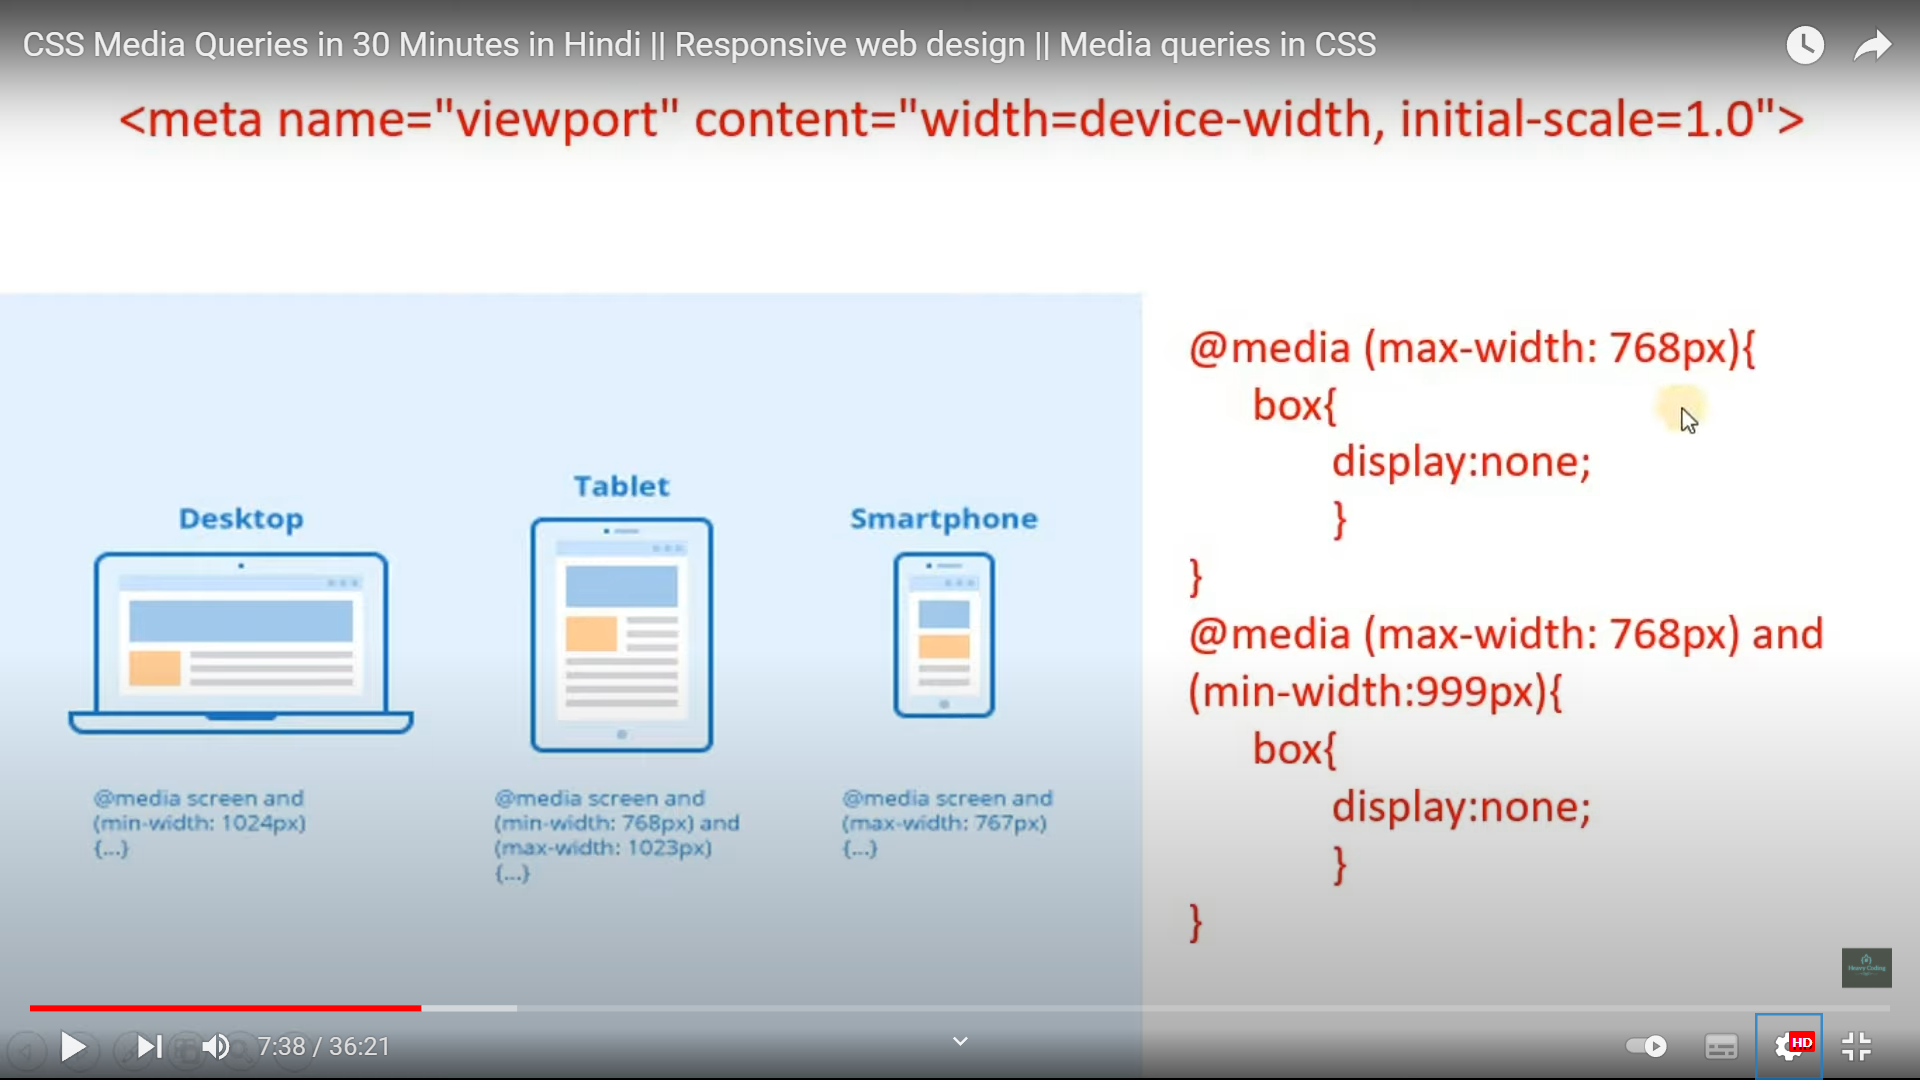 CSS Media Queries in 30 Minutes in Hindi || Responsive web design || Media queries in CSS
<meta name="viewport" content="width=device-width, initial-scale=1.0">
Desktop
Tablet
Smartphone
@media screen and
(min-width: 1024px)
{...}
@media screen and
(min-width: 768px) and
(max-width: 1023px)
{...}
@media screen and
(max-width: 767px)
{...}
@media (max-width: 768px){
box{
display:none;
}
}
@media (max-width: 768px) and
(min-width:999px){
box{
display:none;
}
}
Heavy Coding
7:38 / 36:21
HD